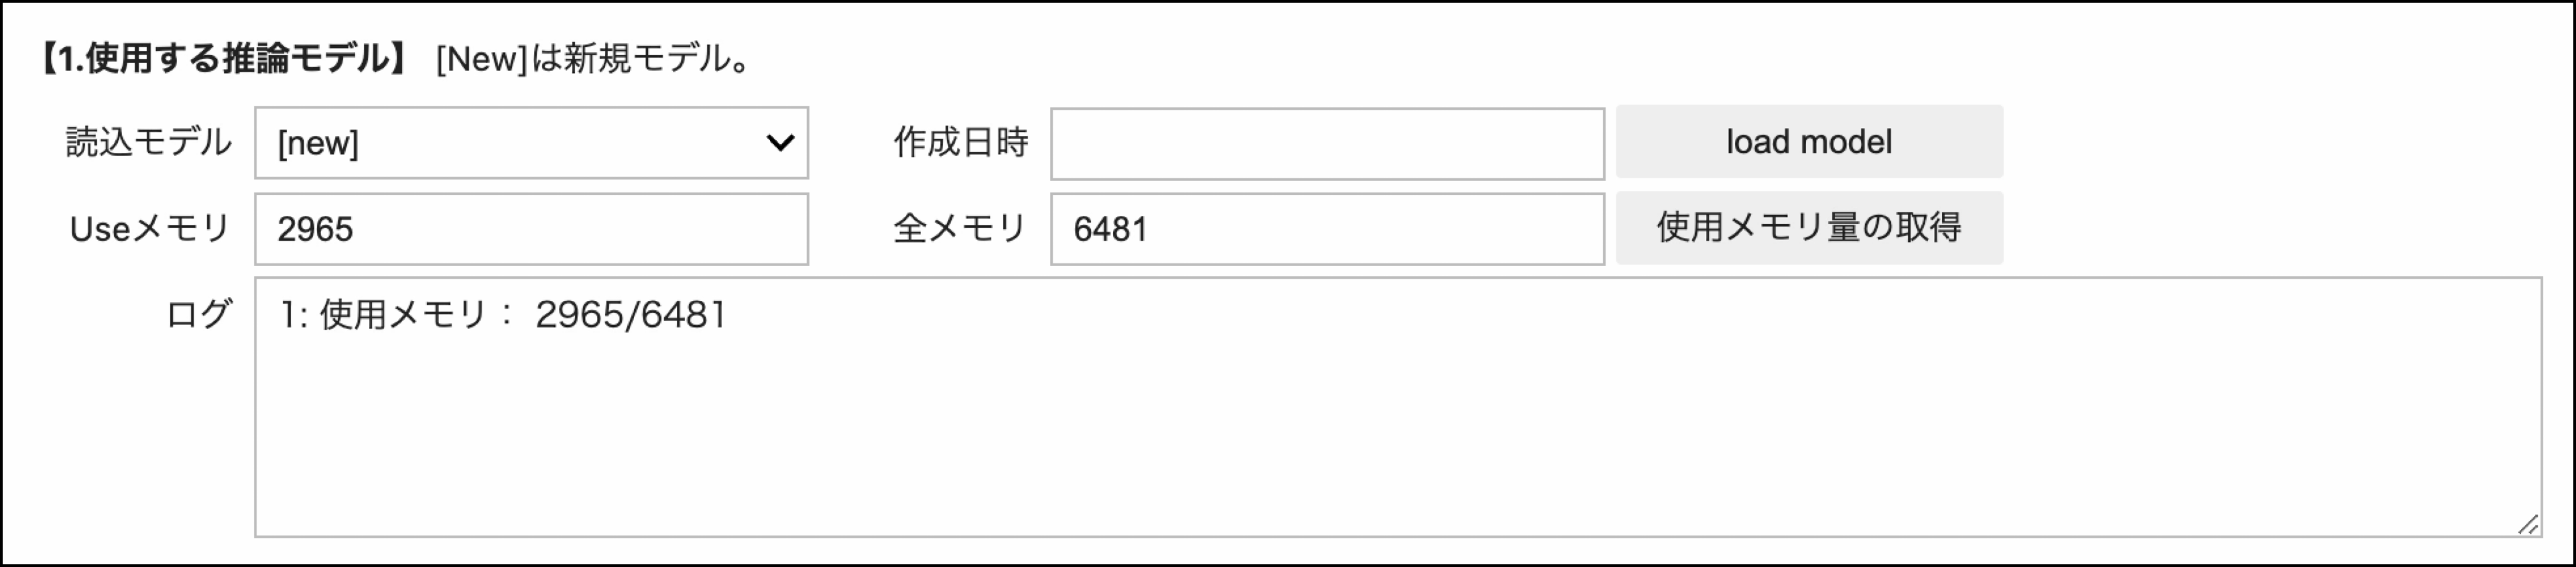 【1.使用する推論モデル】 [New]は新規モデル。
読込モデル [new] 作成日時 load model
Useメモリ 2965 全メモリ 6481 使用メモリ量の取得
ログ 1: 使用メモリ： 2965/6481